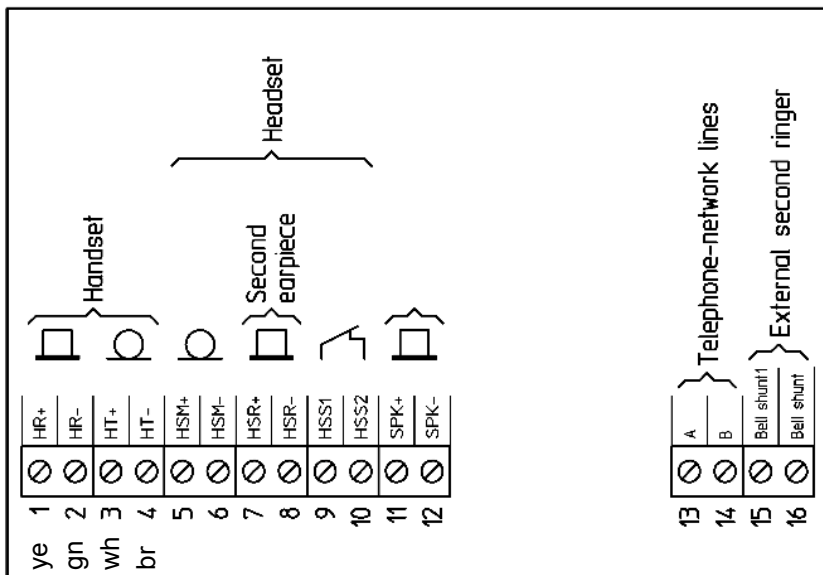 Headset
Handset
Second
earpiece
HR+
HR-
HT+
HT-
HSM+
HSM-
HSR+
HSR-
HSS1
HSS2
SPK+
SPK-
1
2
3
4
5
6
7
8
9
10
11
12
ye
gn
wh
br
Telephone-network lines
External second ringer
A
B
Bell shunt1
Bell shunt
13
14
15
16